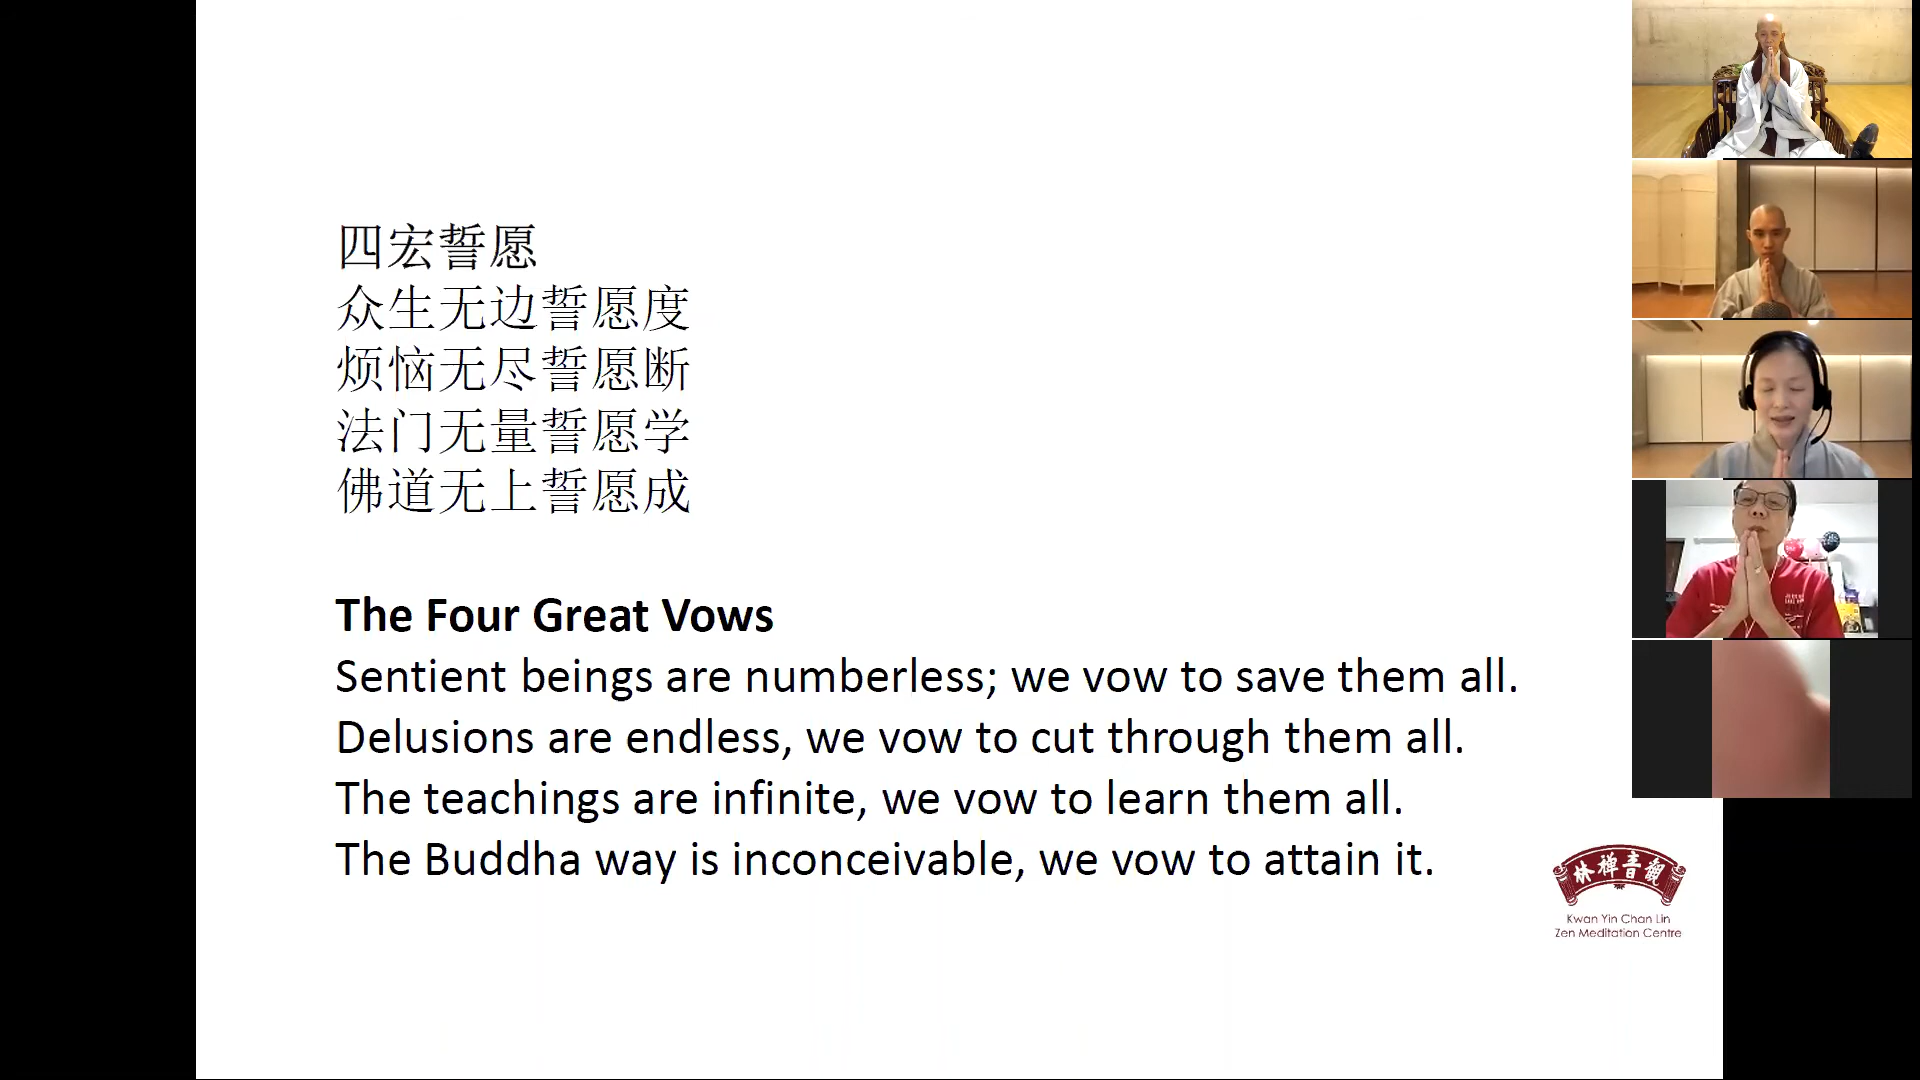 四宏誓愿
众生无边誓愿度
烦恼无尽誓愿断
法门无量誓愿学
佛道无上誓愿成
The Four Great Vows
Sentient beings are numberless; we vow to save them all.
Delusions are endless, we vow to cut through them all.
The teachings are infinite, we vow to learn them all.
The Buddha way is inconceivable, we vow to attain it.
林禅音觀
Kwan Yin Chan Lin
Zen Meditation Centre